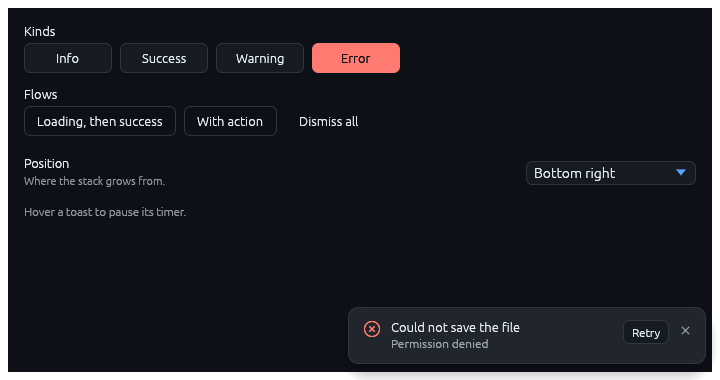 Kinds
Info
Success
Warning
Error
Flows
Loading, then success
With action
Dismiss all
Position
Where the stack grows from.
Bottom right
Hover a toast to pause its timer.
Could not save the file
Permission denied
Retry